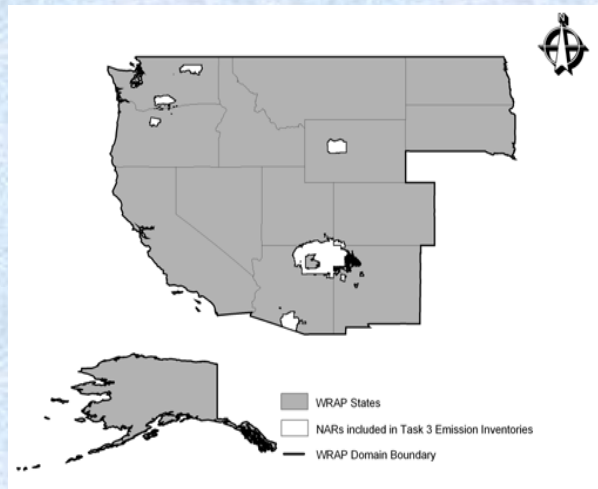 N
WRAP States
NARs included in Task 3 Emission Inventories
WRAP Domain Boundary